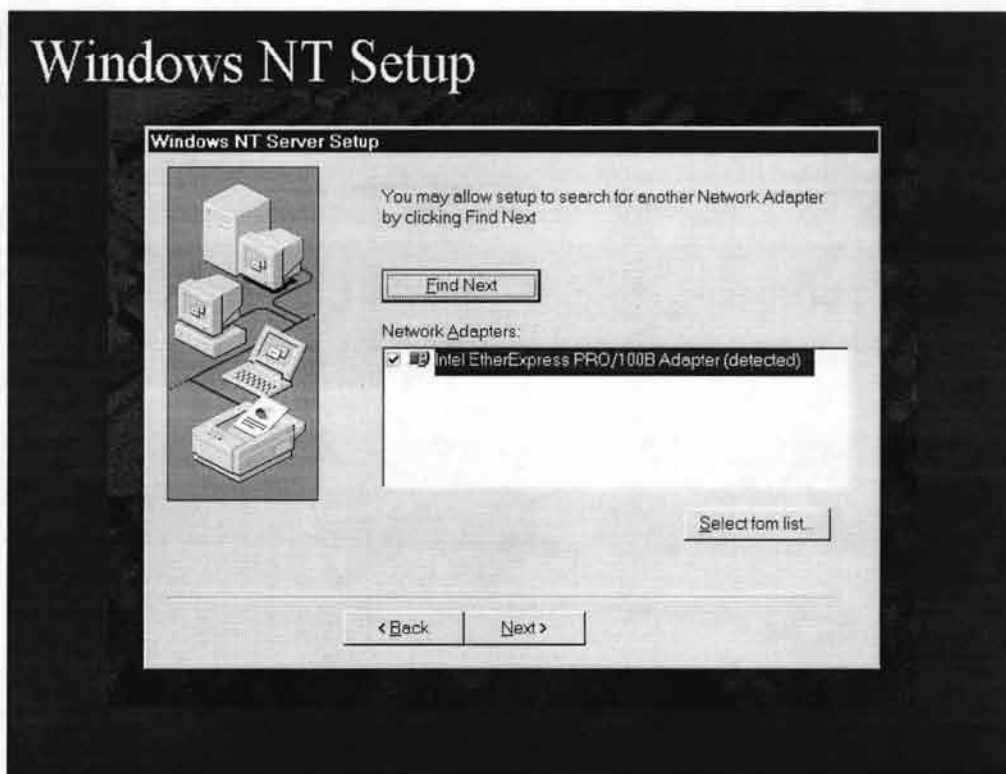 Windows NT Setup
Windows NT Server Setup
You may allow setup to search for another Network Adapter
by clicking Find Next
Find Next
Network Adapters:
Intel EtherExpress PRO/100B Adapter (detected)
Select fom list...
< Back
Next >